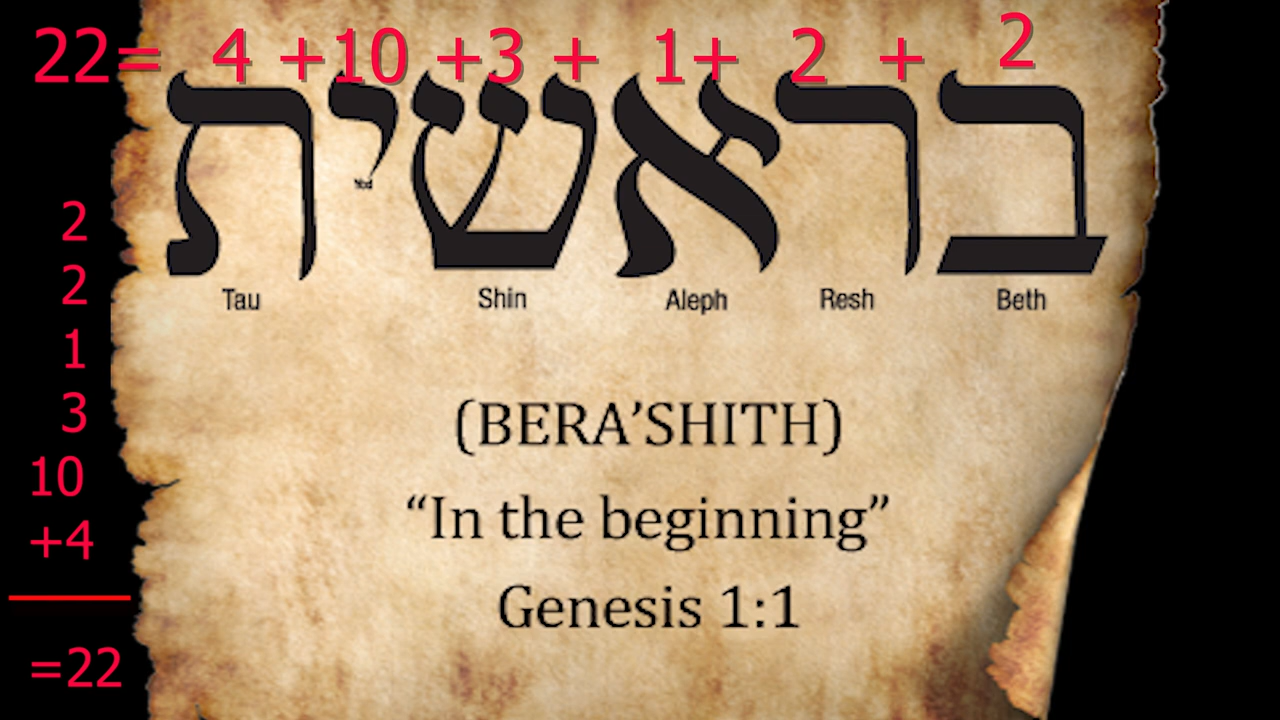 22= 4 +10 +3 + 1+ 2 + 2
בראשית
Yod
Tau Shin Aleph Resh Beth
2
2
1
3
10
+4
=22
(BERA’SHITH)
“In the beginning”
Genesis 1:1